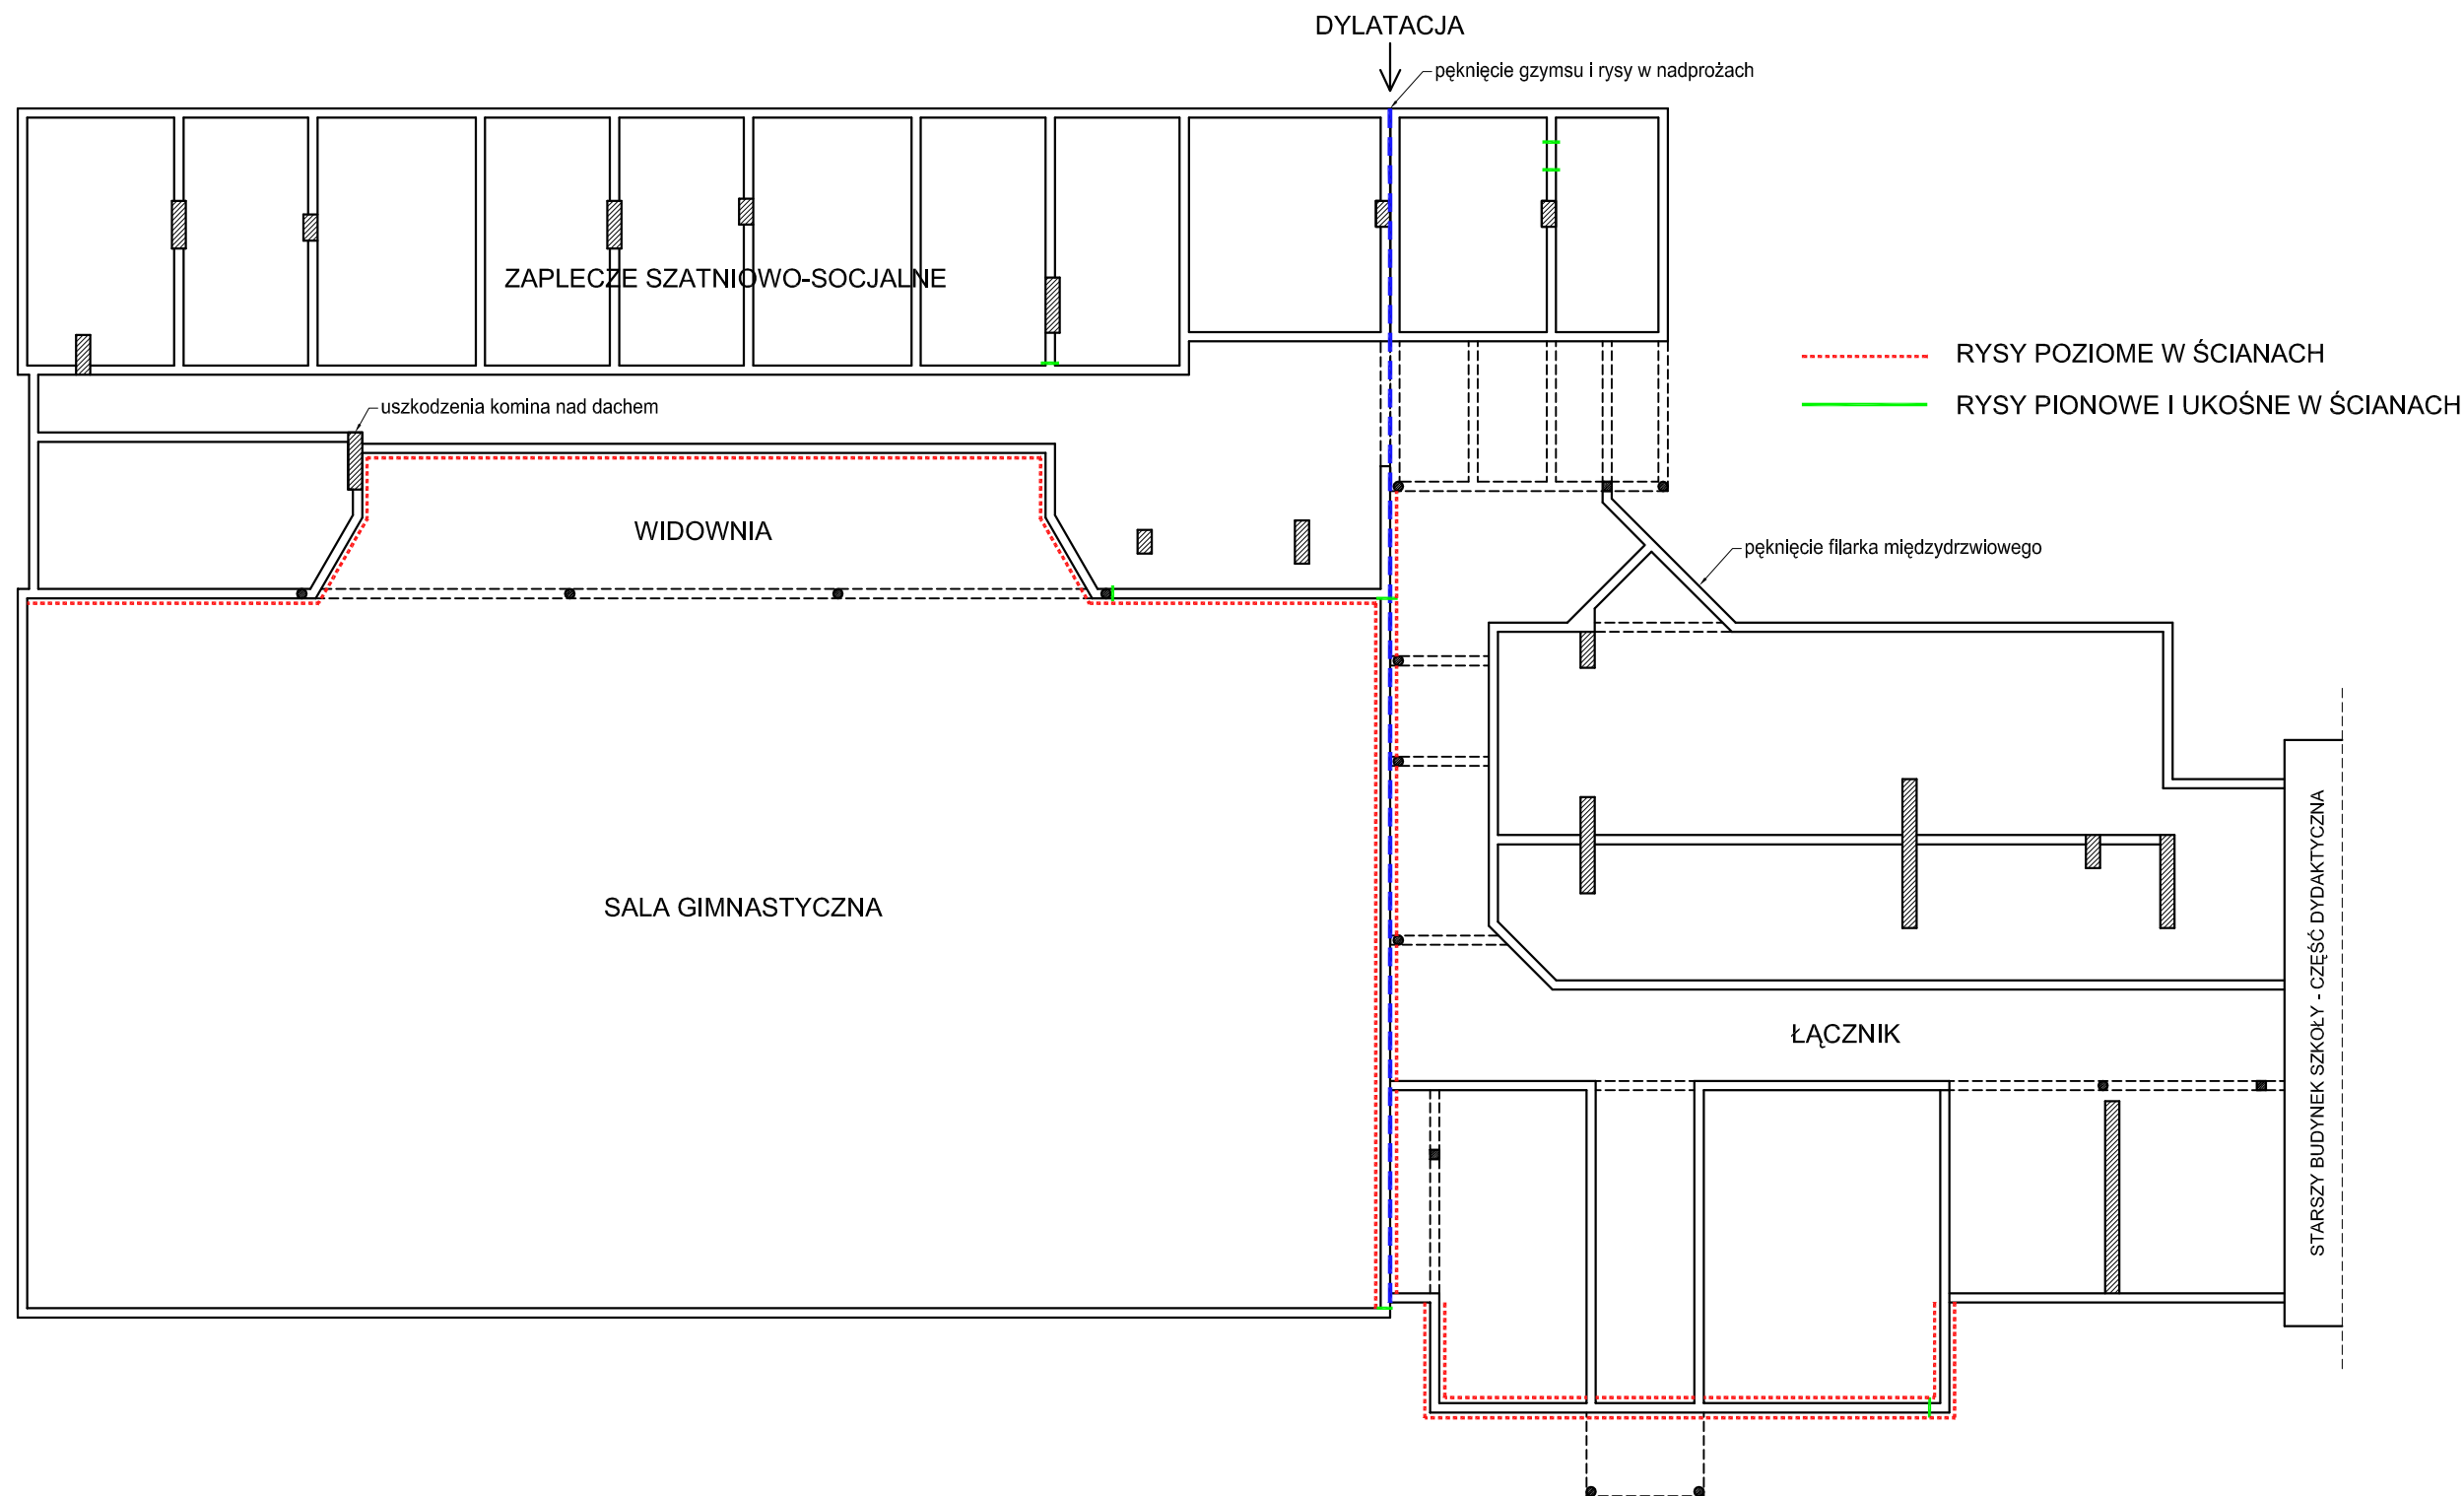 DYLATACJA
pęknięcie gzymsu i rysy w nadprożach
ZAPLECZE SZATNIOWO-SOCJALNE
RYSY POZIOME W ŚCIANACH
RYSY PIONOWE I UKOŚNE W ŚCIANACH
uszkodzenia komina nad dachem
WIDOWNIA
pęknięcie filarka międzydrzwiowego
SALA GIMNASTYCZNA
ŁĄCZNIK
STARSZY BUDYNEK SZKOŁY - CZĘŚĆ DYDAKTYCZNA